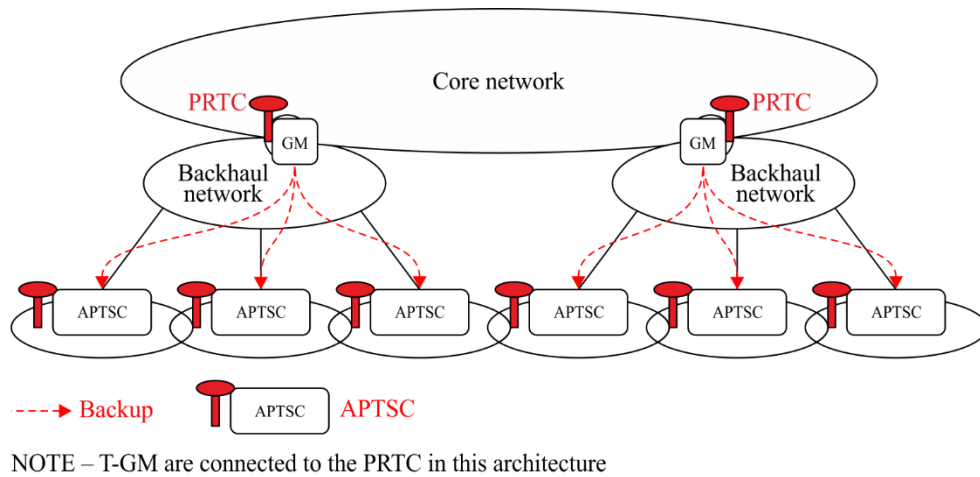 Core network
PRTC
PRTC
GM
GM
Backhaul
network
Backhaul
network
APTSC
APTSC
APTSC
APTSC
APTSC
APTSC
Backup
APTSC
APTSC
NOTE – T-GM are connected to the PRTC in this architecture